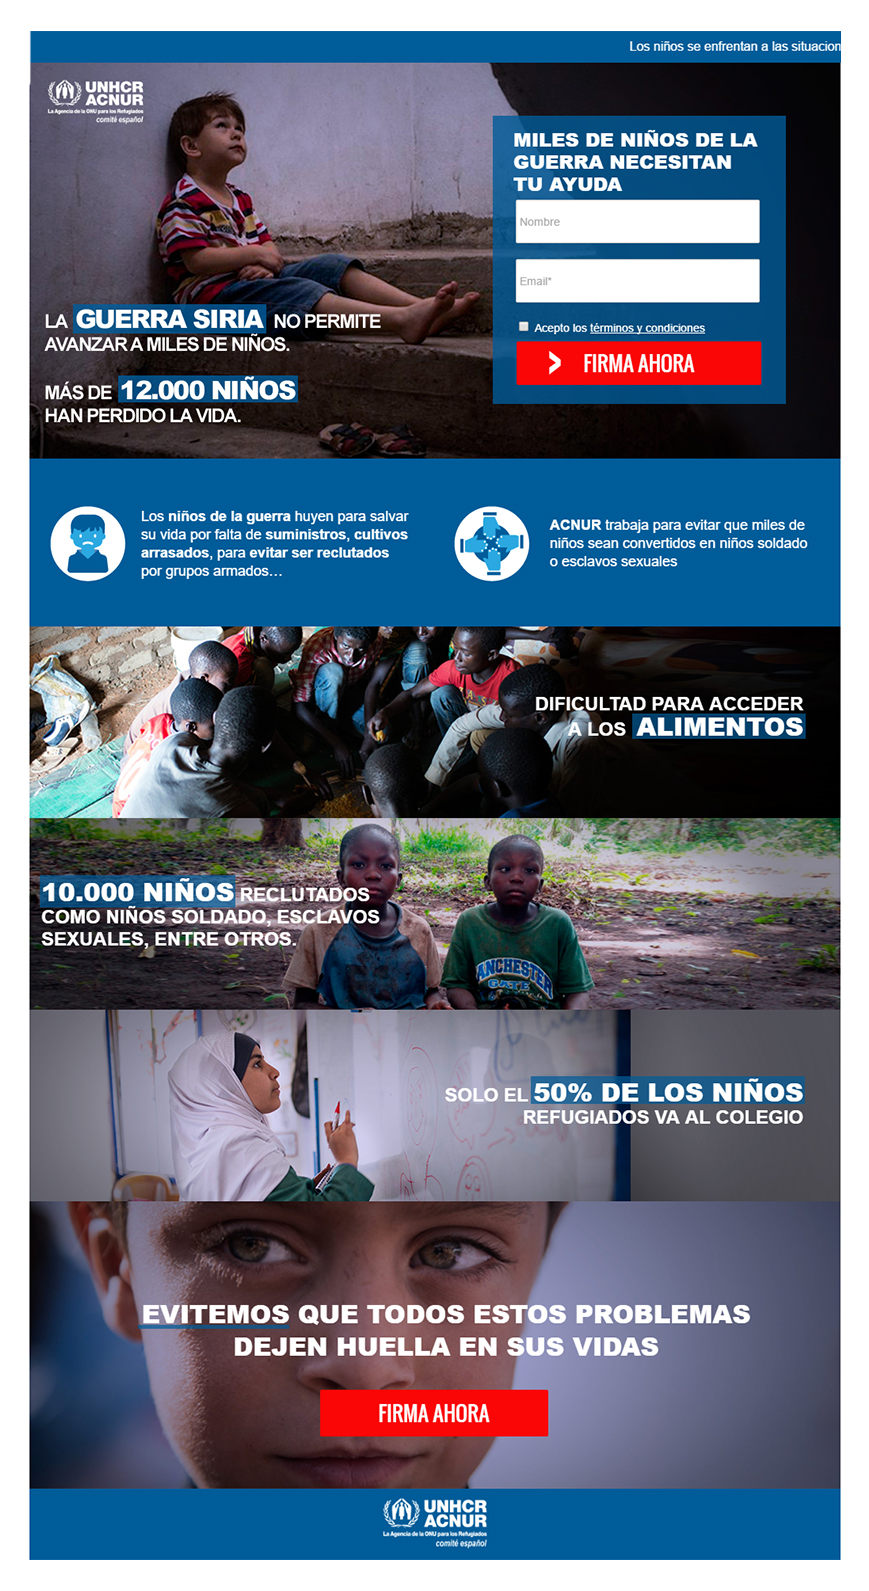 Los niños se enfrentan a las situacion
UNHCR
ACNUR
La Agencia de la ONU para los Refugiados
comité español
MILES DE NIÑOS DE LA
GUERRA NECESITAN
TU AYUDA
Nombre
Email*
Acepto los términos y condiciones
FIRMA AHORA
LA GUERRA SIRIA NO PERMITE
AVANZAR A MILES DE NIÑOS.
MÁS DE 12.000 NIÑOS
HAN PERDIDO LA VIDA.
Los niños de la guerra huyen para salvar
su vida por falta de suministros, cultivos
arrasados, para evitar ser reclutados
por grupos armados...
ACNUR trabaja para evitar que miles de
niños sean convertidos en niños soldado
o esclavos sexuales
DIFICULTAD PARA ACCEDER
A LOS ALIMENTOS
10.000 NIÑOS RECLUTADOS
COMO NIÑOS SOLDADO, ESCLAVOS
SEXUALES, ENTRE OTROS.
ANCHESTER
GATE
SOLO EL 50% DE LOS NIÑOS
REFUGIADOS VA AL COLEGIO
EVITEMOS QUE TODOS ESTOS PROBLEMAS
DEJEN HUELLA EN SUS VIDAS
FIRMA AHORA
UNHCR
ACNUR
La Agencia de la ONU para los Refugiados
comité español